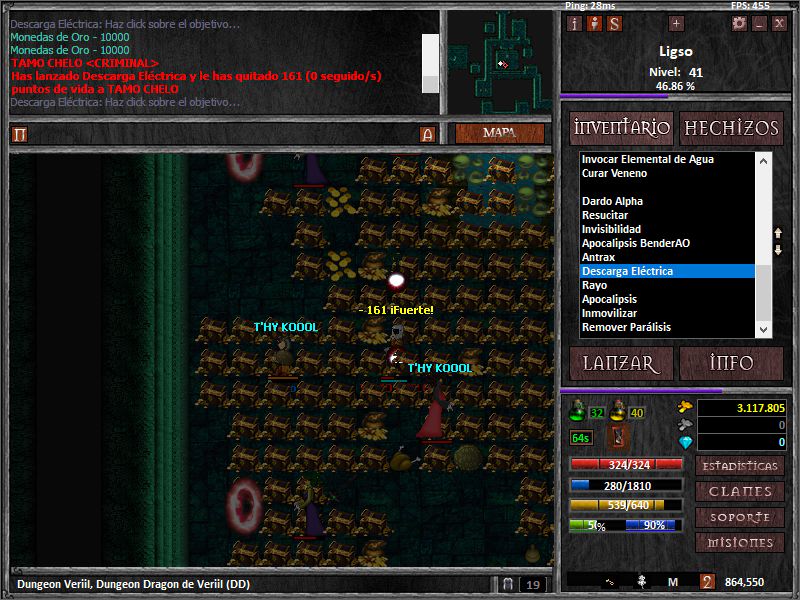 Ping: 28ms
FPS: 455
Descarga Eléctrica: Haz click sobre el objetivo...
Monedas de Oro - 10000
Monedas de Oro - 10000
TAMO CHELO <CRIMINAL>
Has lanzado Descarga Eléctrica y le has quitado 161 (0 seguido/s)
puntos de vida a TAMO CHELO
Descarga Eléctrica: Haz click sobre el objetivo...
MAPA
Ligso
Nivel: 41
46.86 %
INVENTARIO
HECHIZOS
Invocar Elemental de Agua
Curar Veneno
Dardo Alpha
Resucitar
Invisibilidad
Apocalipsis BenderAO
Antrax
Descarga Eléctrica
Rayo
Apocalipsis
Inmovilizar
Remover Parálisis
LANZAR
INFO
- 161 ¡Fuerte!
T'HY KOOOL
T'HY KOOOL
32
40
3.117.805
64s
0
0
324/324
280/1810
539/640
90%
ESTADISTICAS
CLANES
SOPORTE
MISIONES
Dungeon Veriil, Dungeon Dragon de Veriil (DD)
19
M
2
864,550